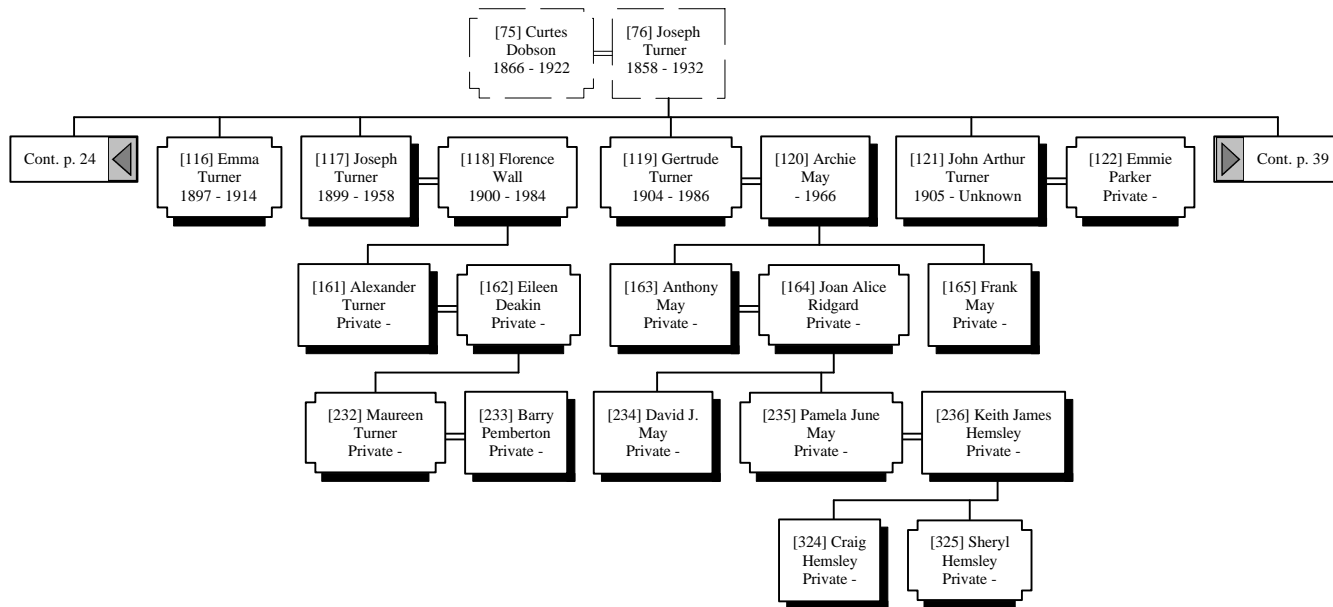 [75] Curtes
Dobson
1866 - 1922
[76] Joseph
Turner
1858 - 1932
Cont. p. 24
[116] Emma
Turner
1897 - 1914
[117] Joseph
Turner
1899 - 1958
[118] Florence
Wall
1900 - 1984
[119] Gertrude
Turner
1904 - 1986
[120] Archie
May
- 1966
[121] John Arthur
Turner
1905 - Unknown
[122] Emmie
Parker
Private -
Cont. p. 39
[161] Alexander
Turner
Private -
[162] Eileen
Deakin
Private -
[163] Anthony
May
Private -
[164] Joan Alice
Ridgard
Private -
[165] Frank
May
Private -
[232] Maureen
Turner
Private -
[233] Barry
Pemberton
Private -
[234] David J.
May
Private -
[235] Pamela June
May
Private -
[236] Keith James
Hemsley
Private -
[324] Craig
Hemsley
Private -
[325] Sheryl
Hemsley
Private -